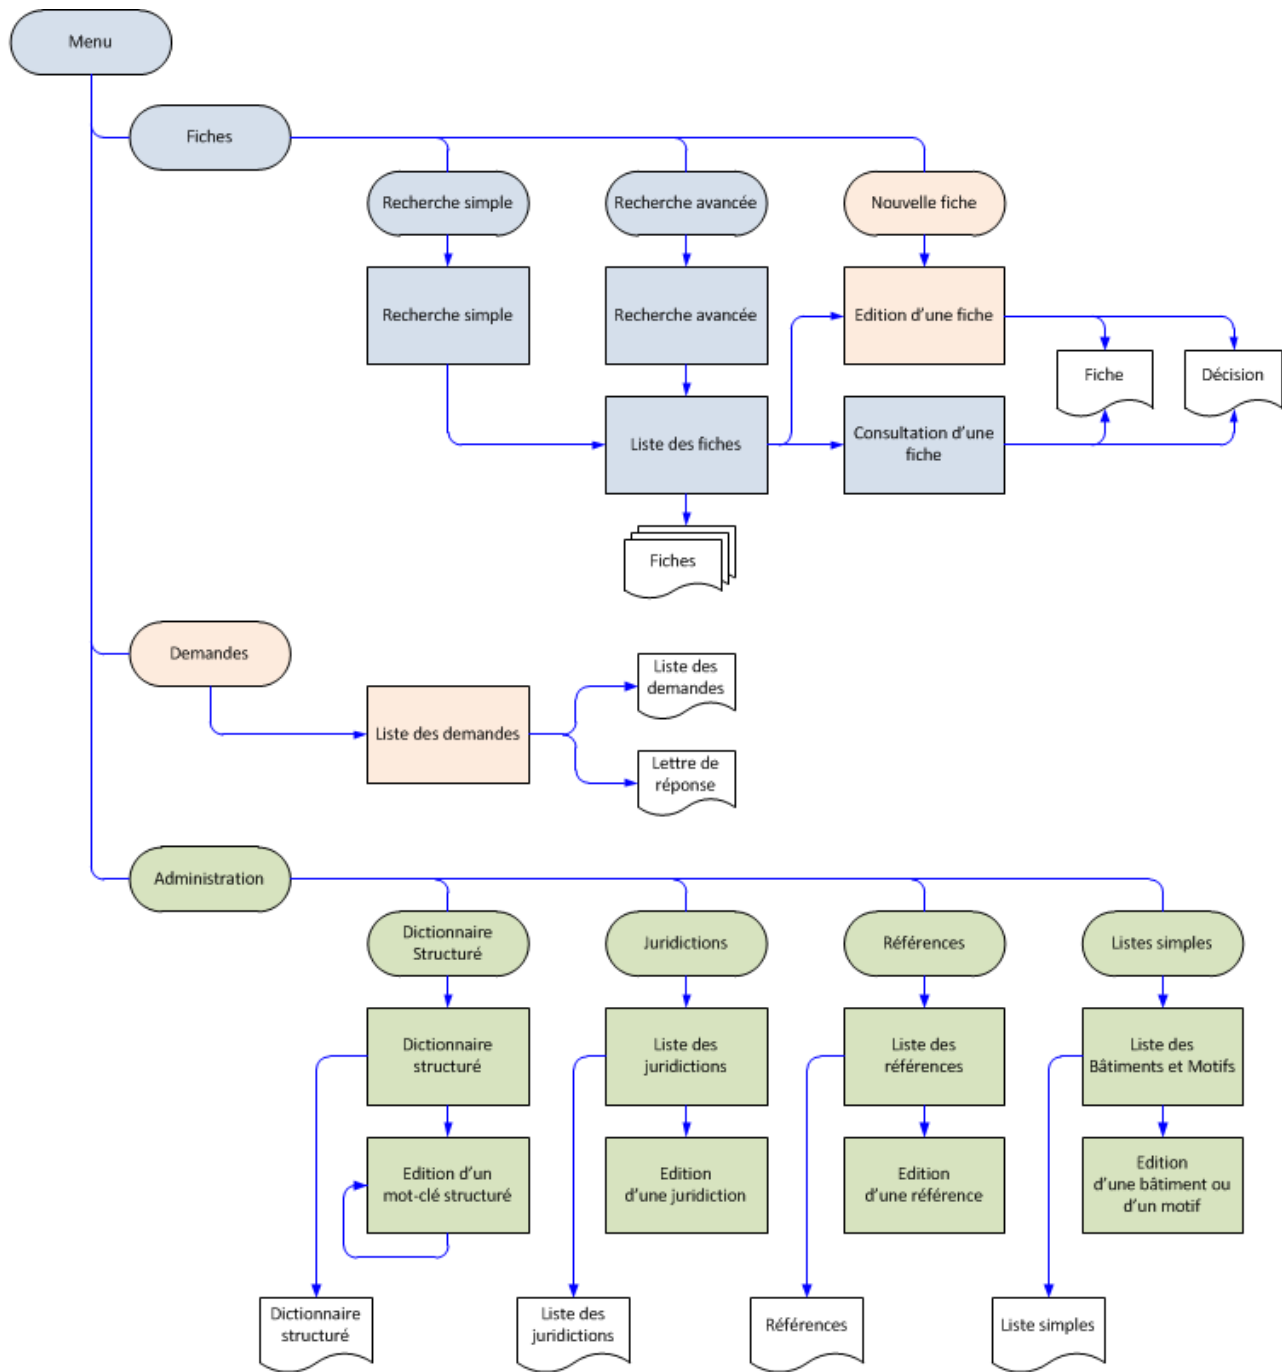 Menu
Fiches
Recherche simple
Recherche avancée
Nouvelle fiche
Recherche simple
Recherche avancée
Edition d’une fiche
Fiche
Décision
Liste des fiches
Consultation d’une
fiche
Fiches
Demandes
Liste des
demandes
Liste des demandes
Lettre de
réponse
Administration
Dictionnaire
Structuré
Juridictions
Références
Listes simples
Dictionnaire
structuré
Liste des
juridictions
Liste des
références
Liste des
Bâtiments et Motifs
Edition d’un
mot-clé structuré
Edition
d’une juridiction
Edition
d’une référence
Edition
d’une bâtiment ou
d’un motif
Dictionnaire
structuré
Liste des
juridictions
Références
Liste simples